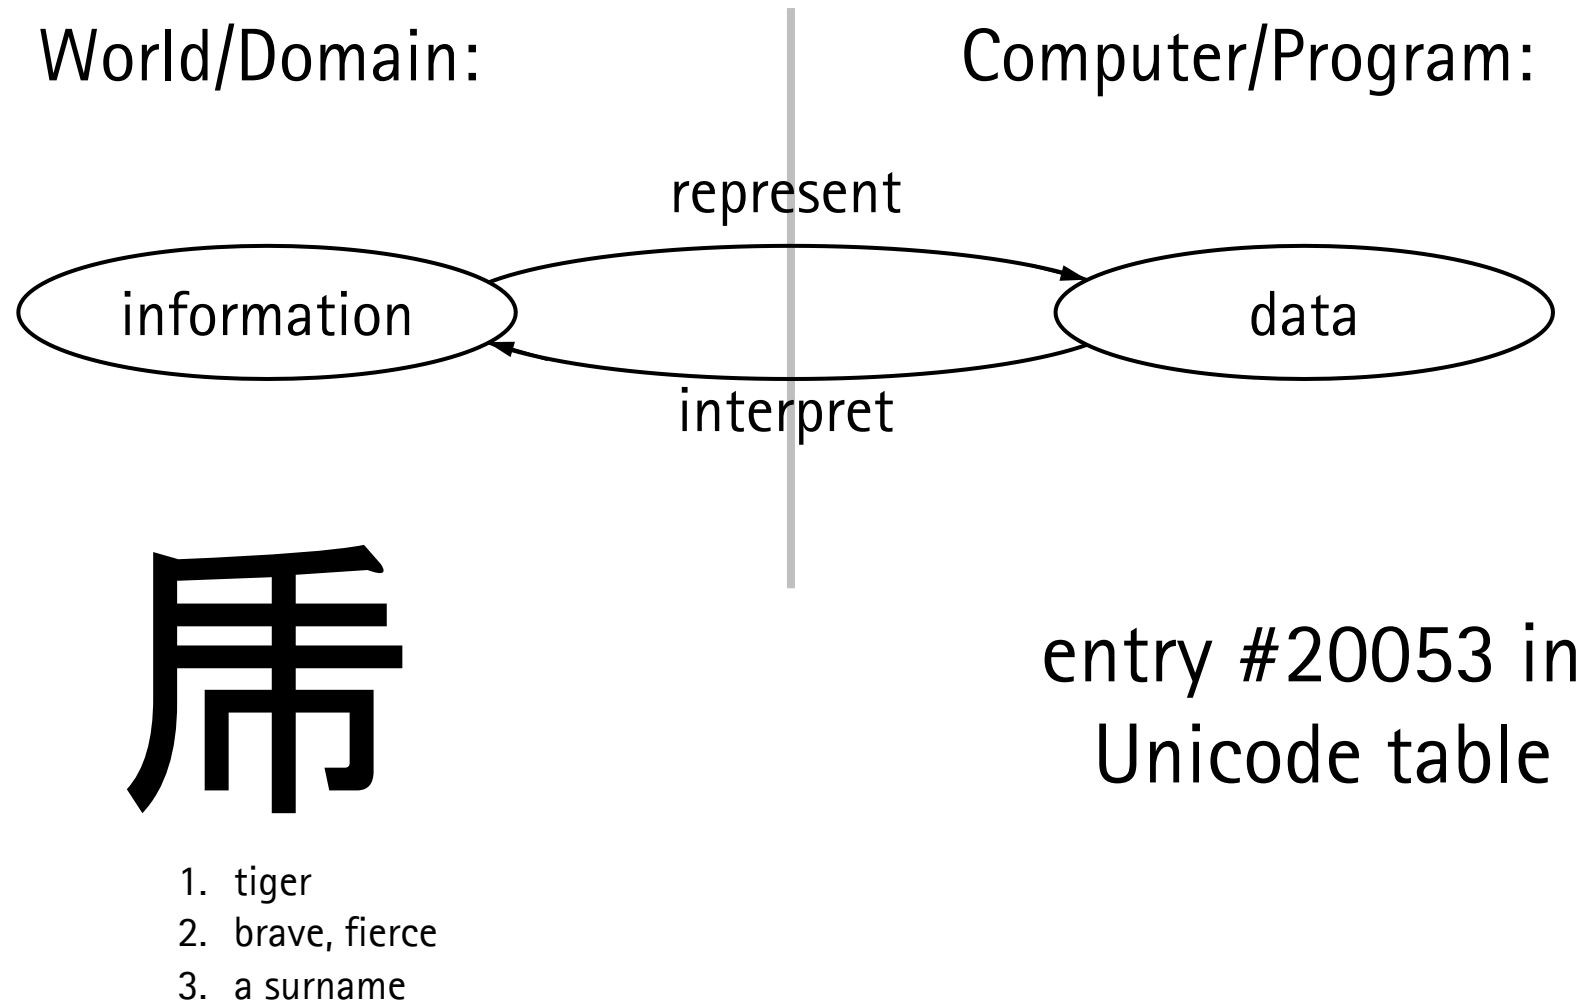 World/Domain:
Computer/Program:
represent
information
data
interpret
乕
entry #20053 in
Unicode table
1. tiger
2. brave, fierce
3. a surname